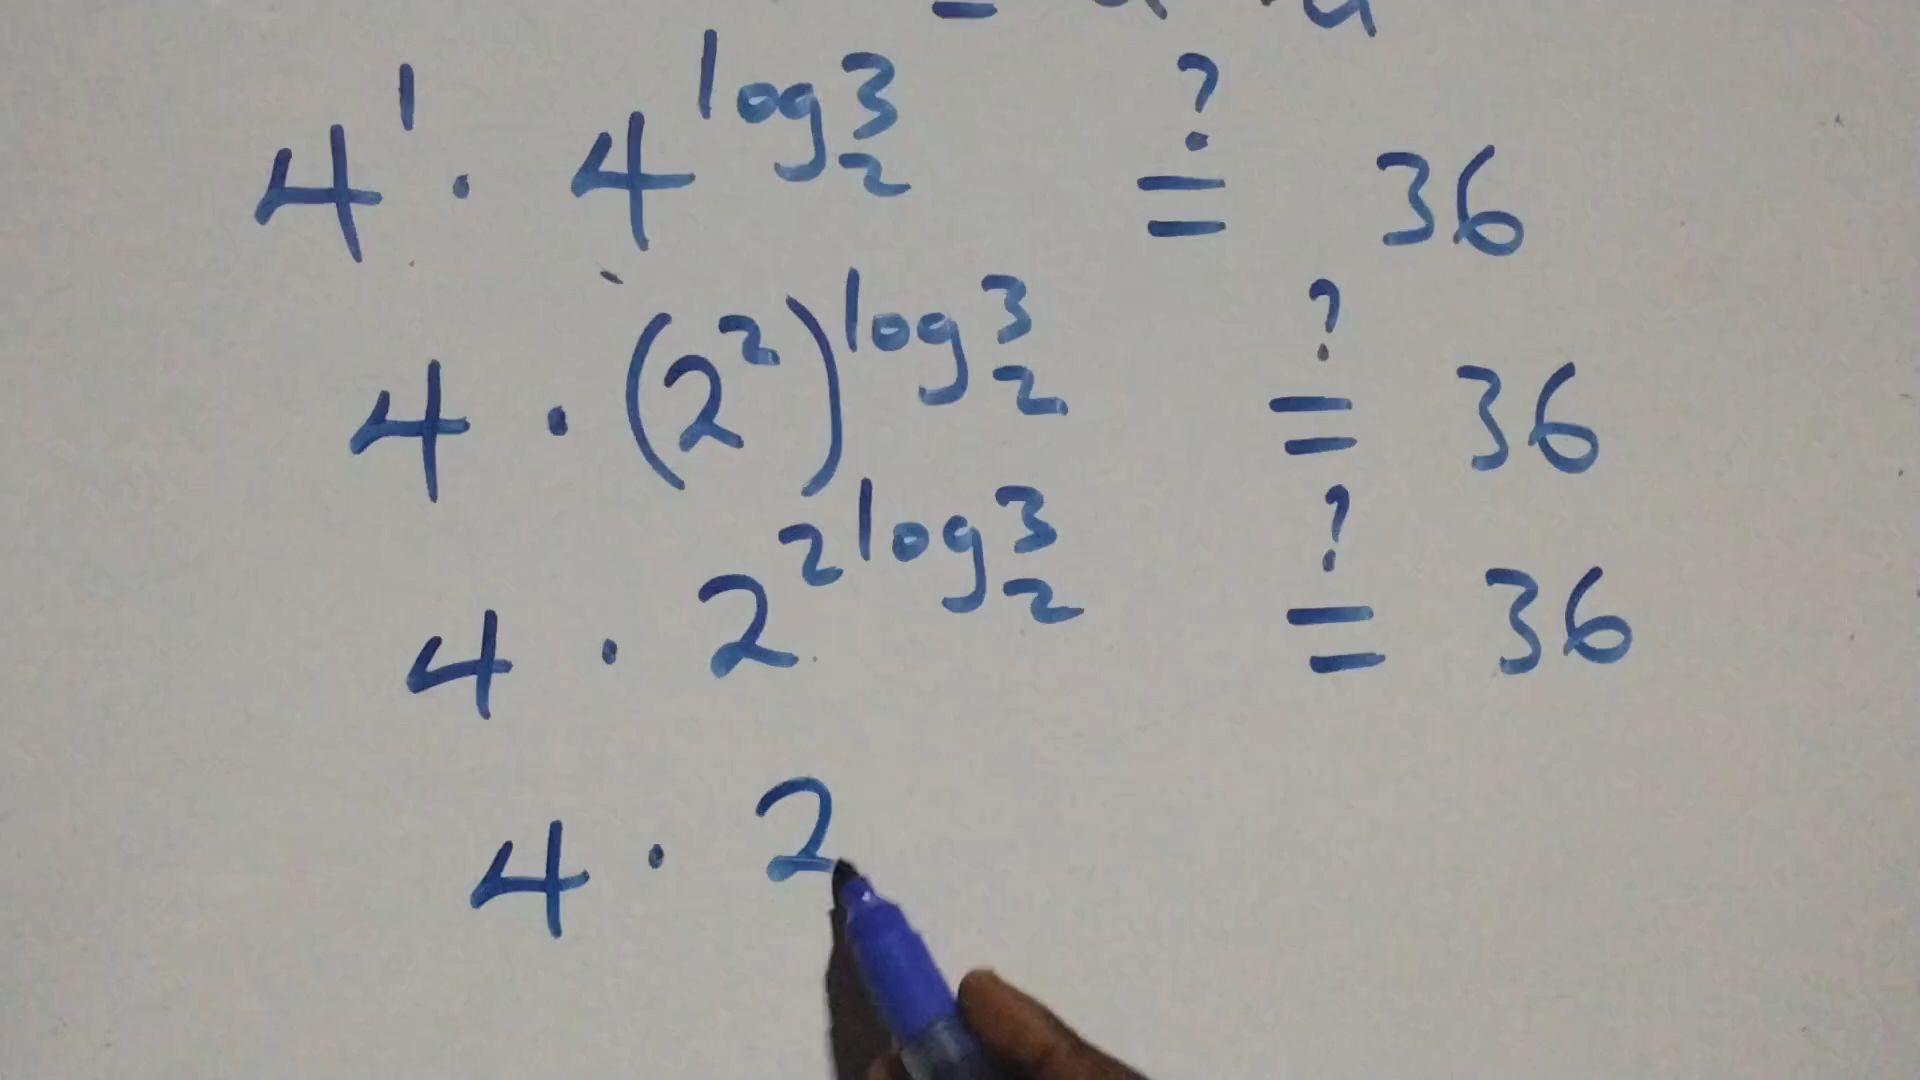 4¹ · 4^log₂3 ≟ 36
4 · (2²)^log₂3 ≟ 36
4 · 2^2log₂3 ≟ 36
4 · 2